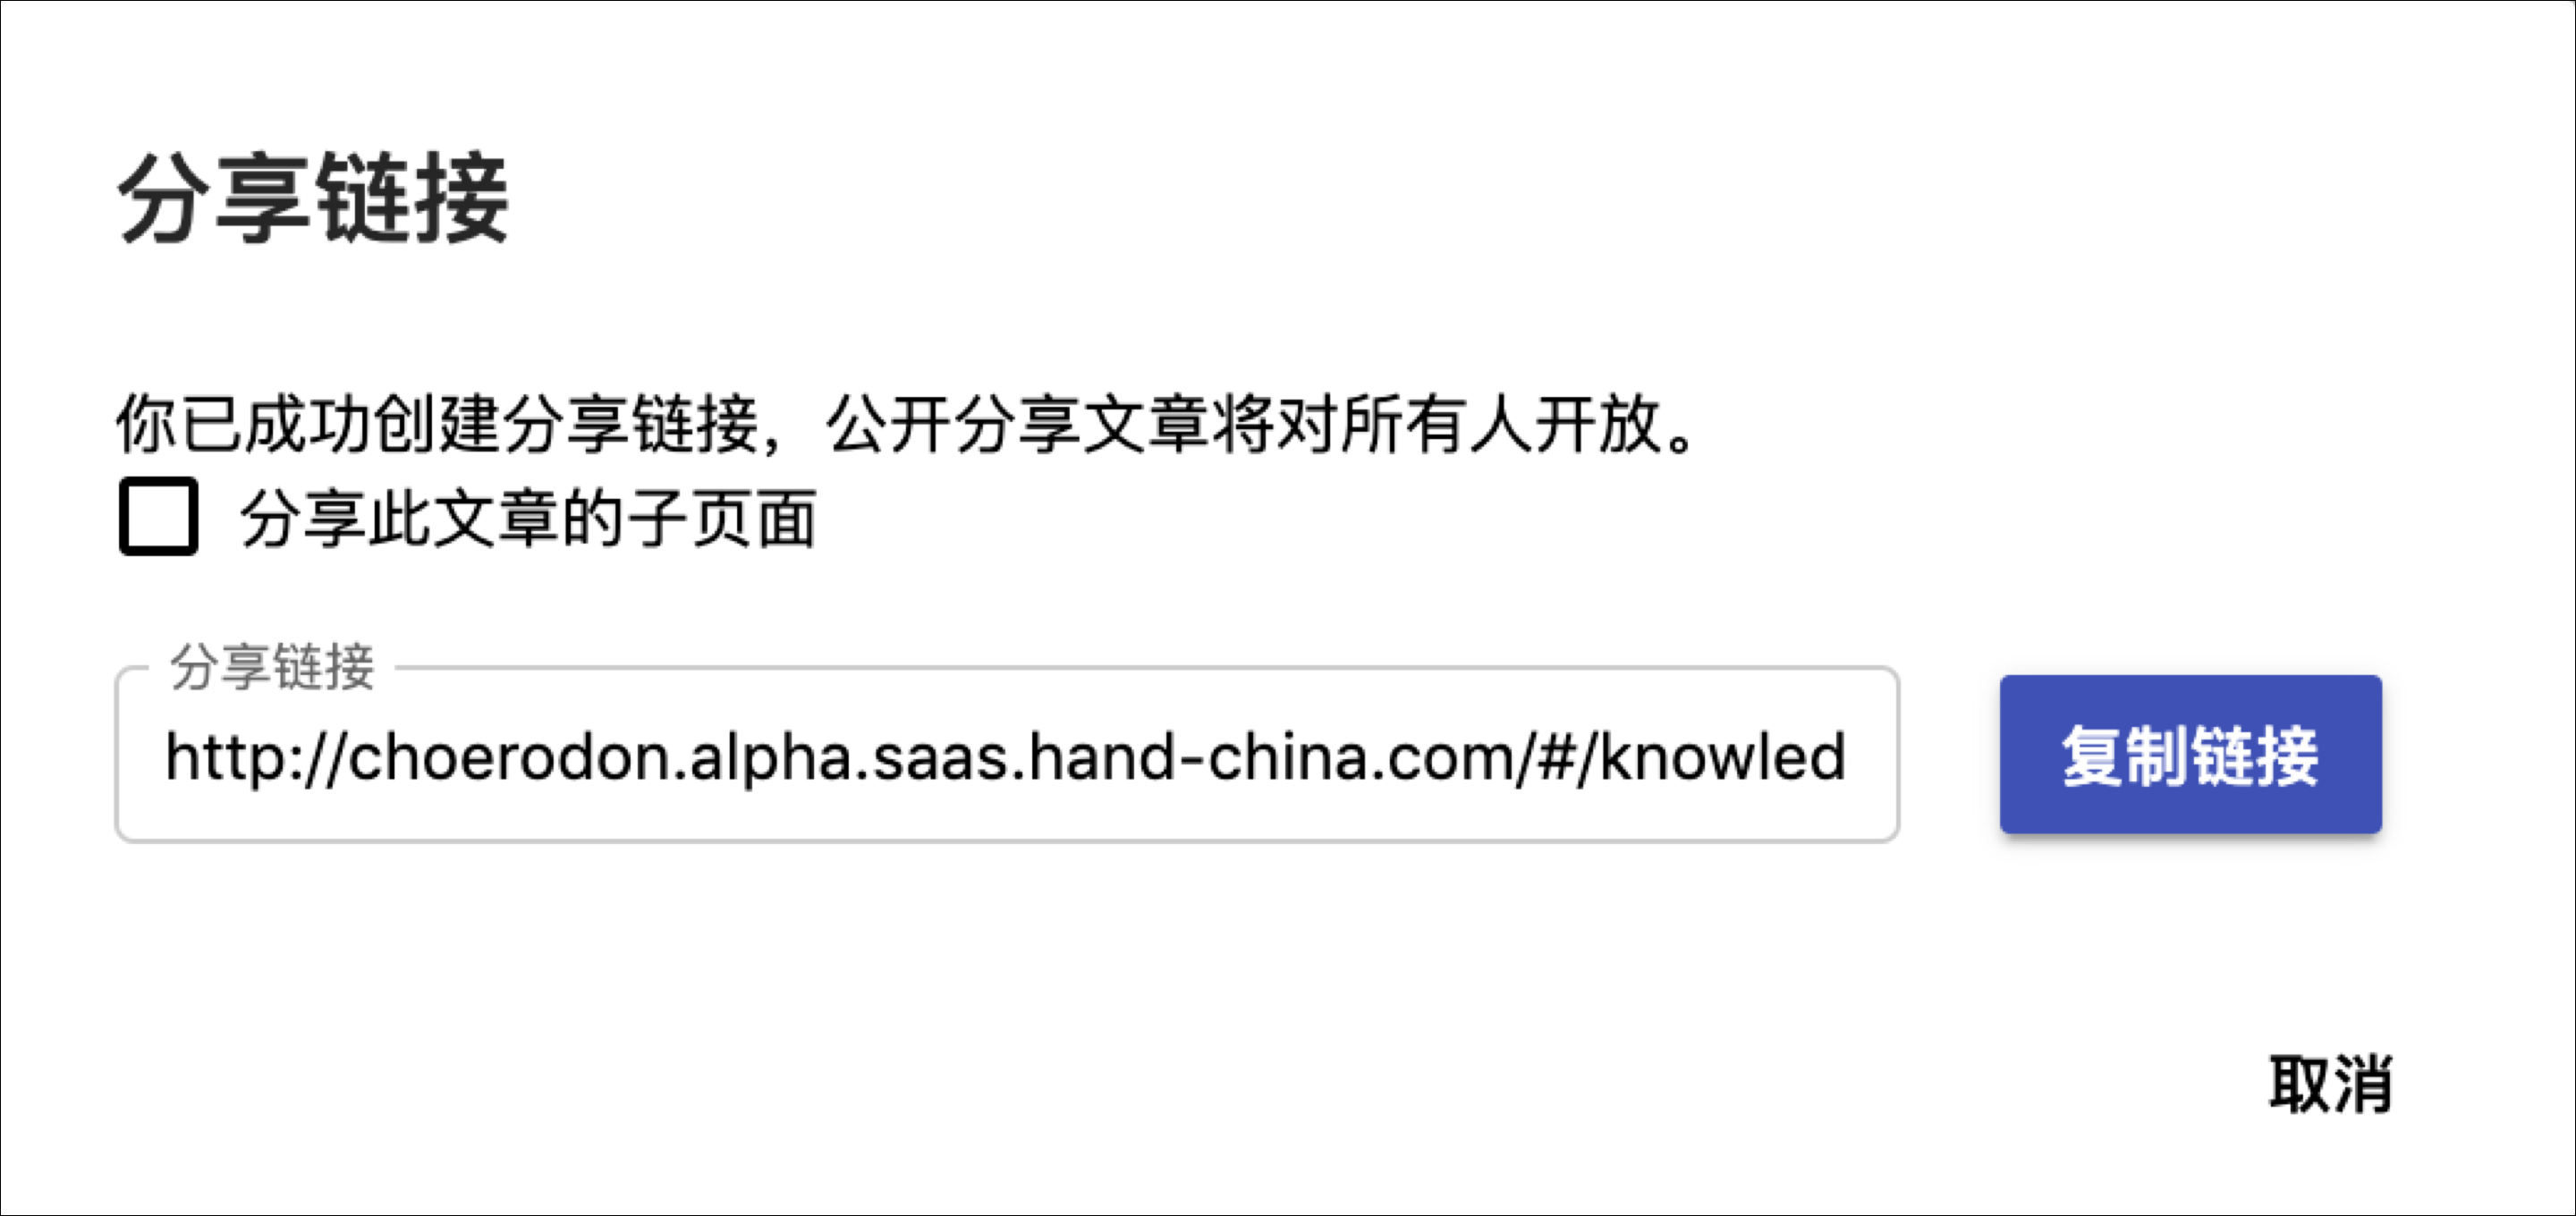 分享链接
你已成功创建分享链接，公开分享文章将对所有人开放。
分享此文章的子页面
分享链接
http://choerodon.alpha.saas.hand-china.com/#/knowled
复制链接
取消